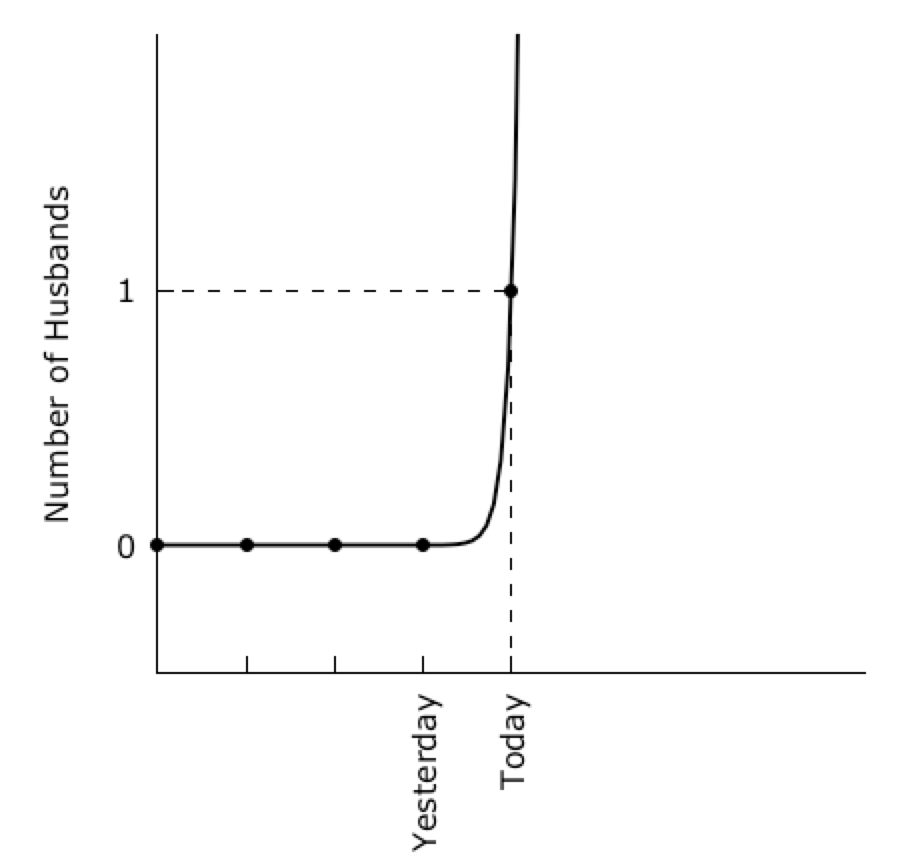 Number of Husbands
1
0
Yesterday
Today